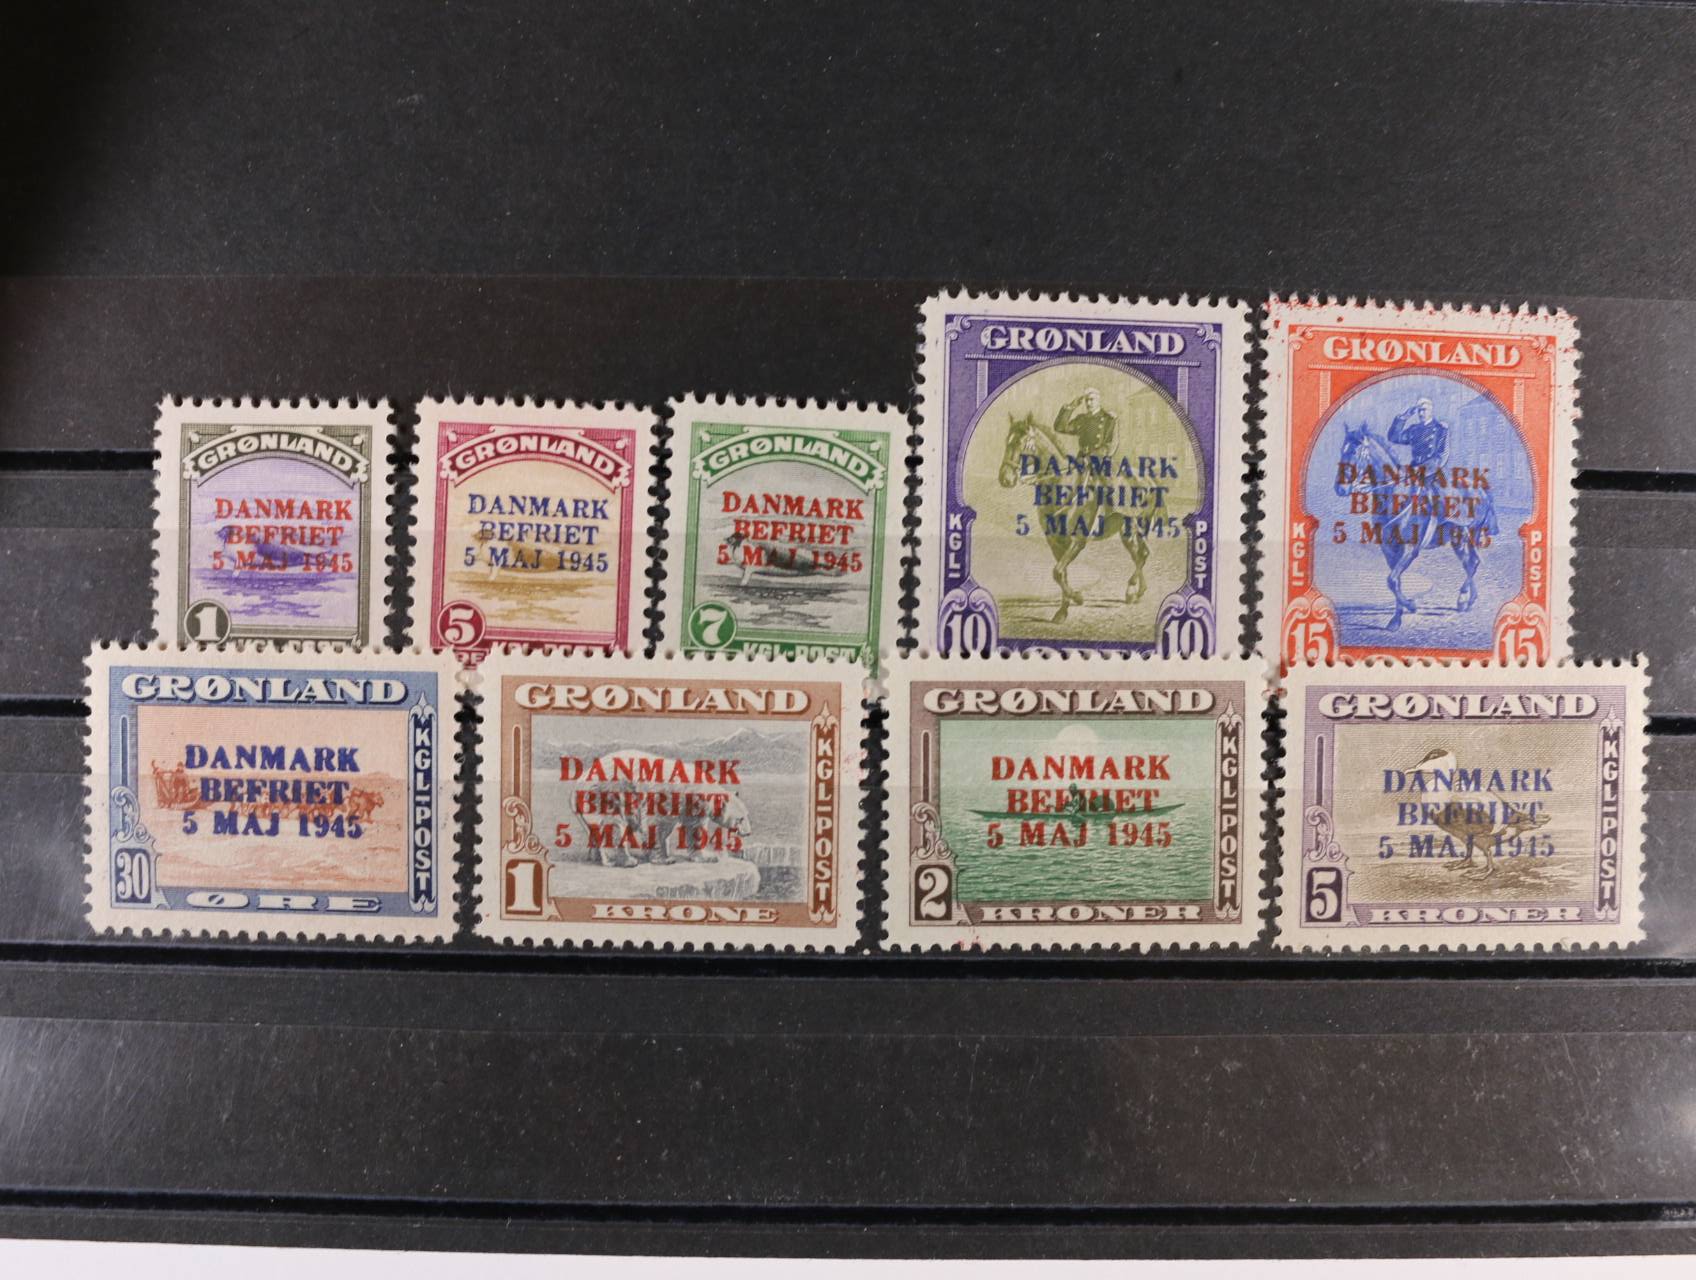 GRØNLAND
DANMARK
BEFRIET
5 MAJ 1945
1
GRØNLAND
DANMARK
BEFRIET
5 MAJ 1945
5
GRØNLAND
DANMARK
BEFRIET
5 MAJ 1945
7
KGL-POST
GRØNLAND
DANMARK
BEFRIET
5 MAJ 1945
KGL-
POST
10
10
GRØNLAND
DANMARK
BEFRIET
5 MAJ 1945
KGL-
POST
15
15
GRØNLAND
DANMARK
BEFRIET
5 MAJ 1945
KGL-POST
30
ØRE
GRØNLAND
DANMARK
BEFRIET
5 MAJ 1945
KGL-POST
1
KRONE
GRØNLAND
DANMARK
BEFRIET
5 MAJ 1945
KGL-POST
2
KRONER
GRØNLAND
DANMARK
BEFRIET
5 MAJ 1945
KGL-POST
5
KRONER